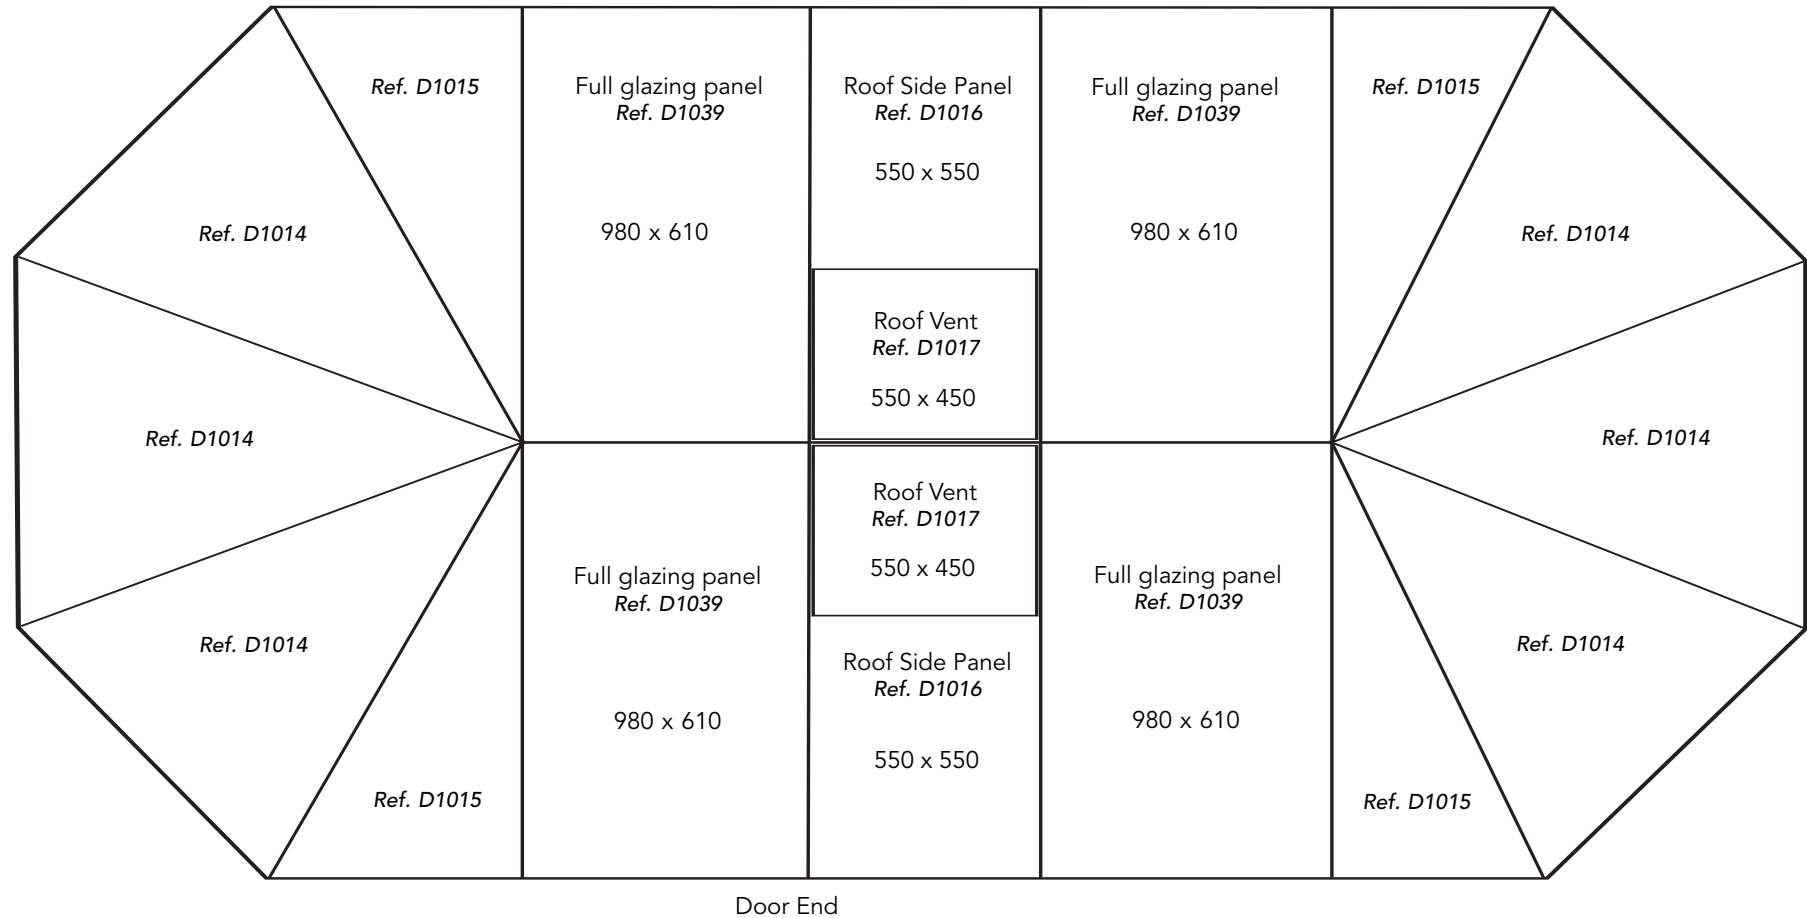 Ref. D1015
Full glazing panel
Ref. D1039
980 x 610
Roof Side Panel
Ref. D1016
550 x 550
Full glazing panel
Ref. D1039
980 x 610
Ref. D1015
Ref. D1014
Ref. D1014
Roof Vent
Ref. D1017
550 x 450
Ref. D1014
Ref. D1014
Roof Vent
Ref. D1017
550 x 450
Full glazing panel
Ref. D1039
980 x 610
Full glazing panel
Ref. D1039
980 x 610
Ref. D1014
Roof Side Panel
Ref. D1016
550 x 550
Ref. D1014
Ref. D1015
Ref. D1015
Door End